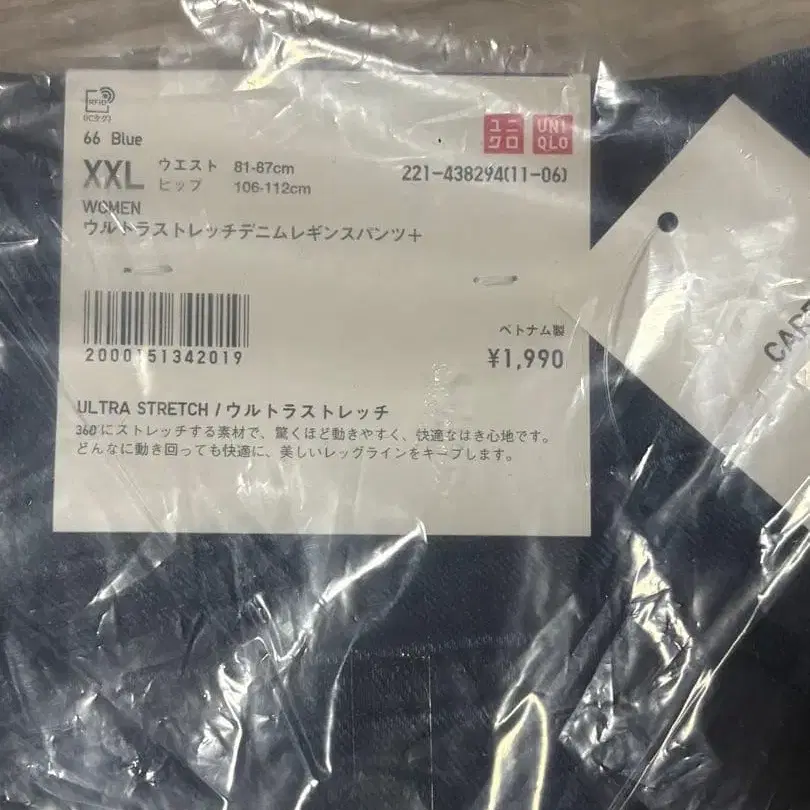 RFID
(ICタグ)
66 Blue
XXL ウエスト 81-87cm
ヒップ 106-112cm
ユニクロ UNIQLO
221-438294(11-06)
WOMEN
ウルトラストレッチデニムレギンスパンツ+
2000151342019
ベトナム製
¥1,990
ULTRA STRETCH / ウルトラストレッチ
360°にストレッチする素材で、驚くほど動きやすく、快適なはき心地です。
どんなに動き回っても快適に、美しいレッグラインをキープします。